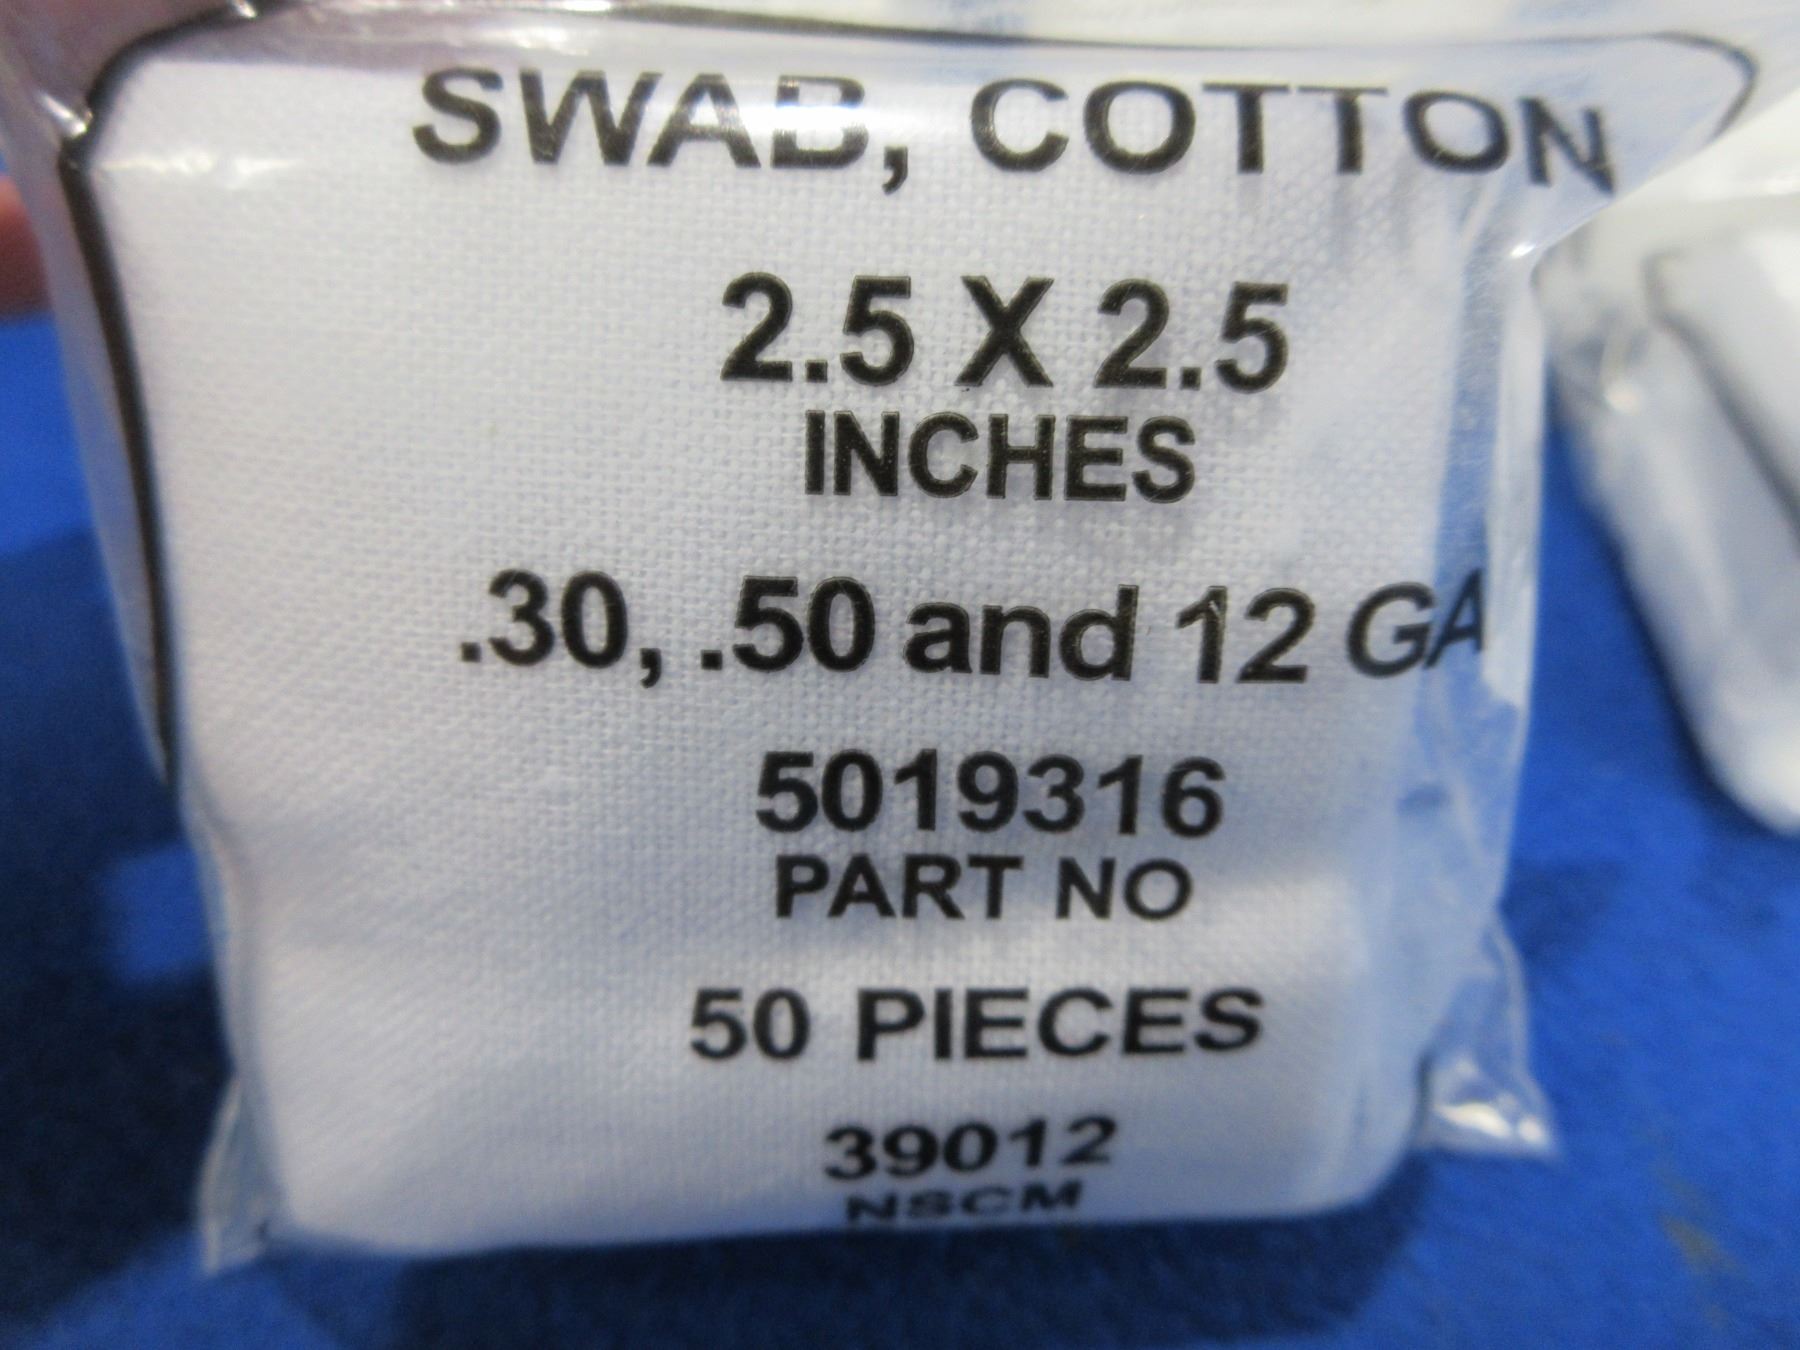 SWAB, COTTON
2.5 X 2.5
INCHES
.30, .50 and 12 GA
5019316
PART NO
50 PIECES
39012
NSCM